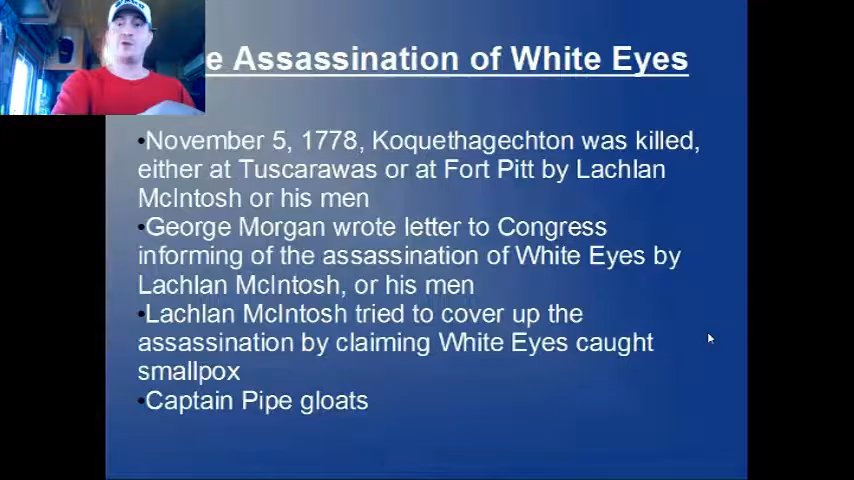 e Assassination of White Eyes
•November 5, 1778, Koquethagechton was killed,
either at Tuscarawas or at Fort Pitt by Lachlan
McIntosh or his men
•George Morgan wrote letter to Congress
informing of the assassination of White Eyes by
Lachlan McIntosh, or his men
•Lachlan McIntosh tried to cover up the
assassination by claiming White Eyes caught
smallpox
•Captain Pipe gloats